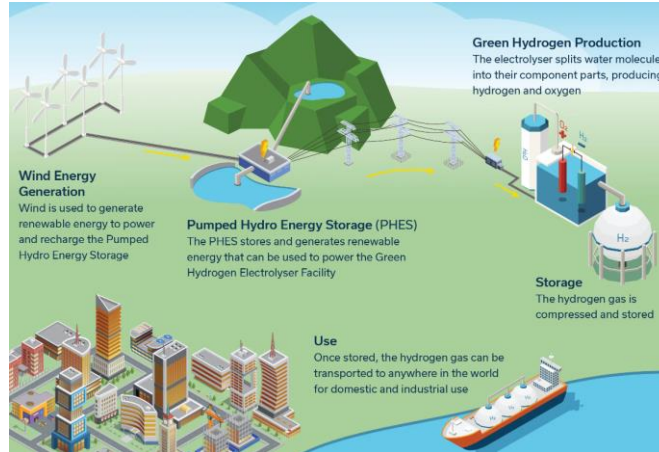 Green Hydrogen Production
The electrolyser splits water molecule
into their component parts, producing
hydrogen and oxygen
Wind Energy
Generation
Wind is used to generate
renewable energy to power
and recharge the Pumped
Hydro Energy Storage
Pumped Hydro Energy Storage (PHES)
The PHES stores and generates renewable
energy that can be used to power the Green
Hydrogen Electrolyser Facility
O₂
H₂
H₂
Storage
The hydrogen gas is
compressed and stored
Use
Once stored, the hydrogen gas can be
transported to anywhere in the world
for domestic and industrial use